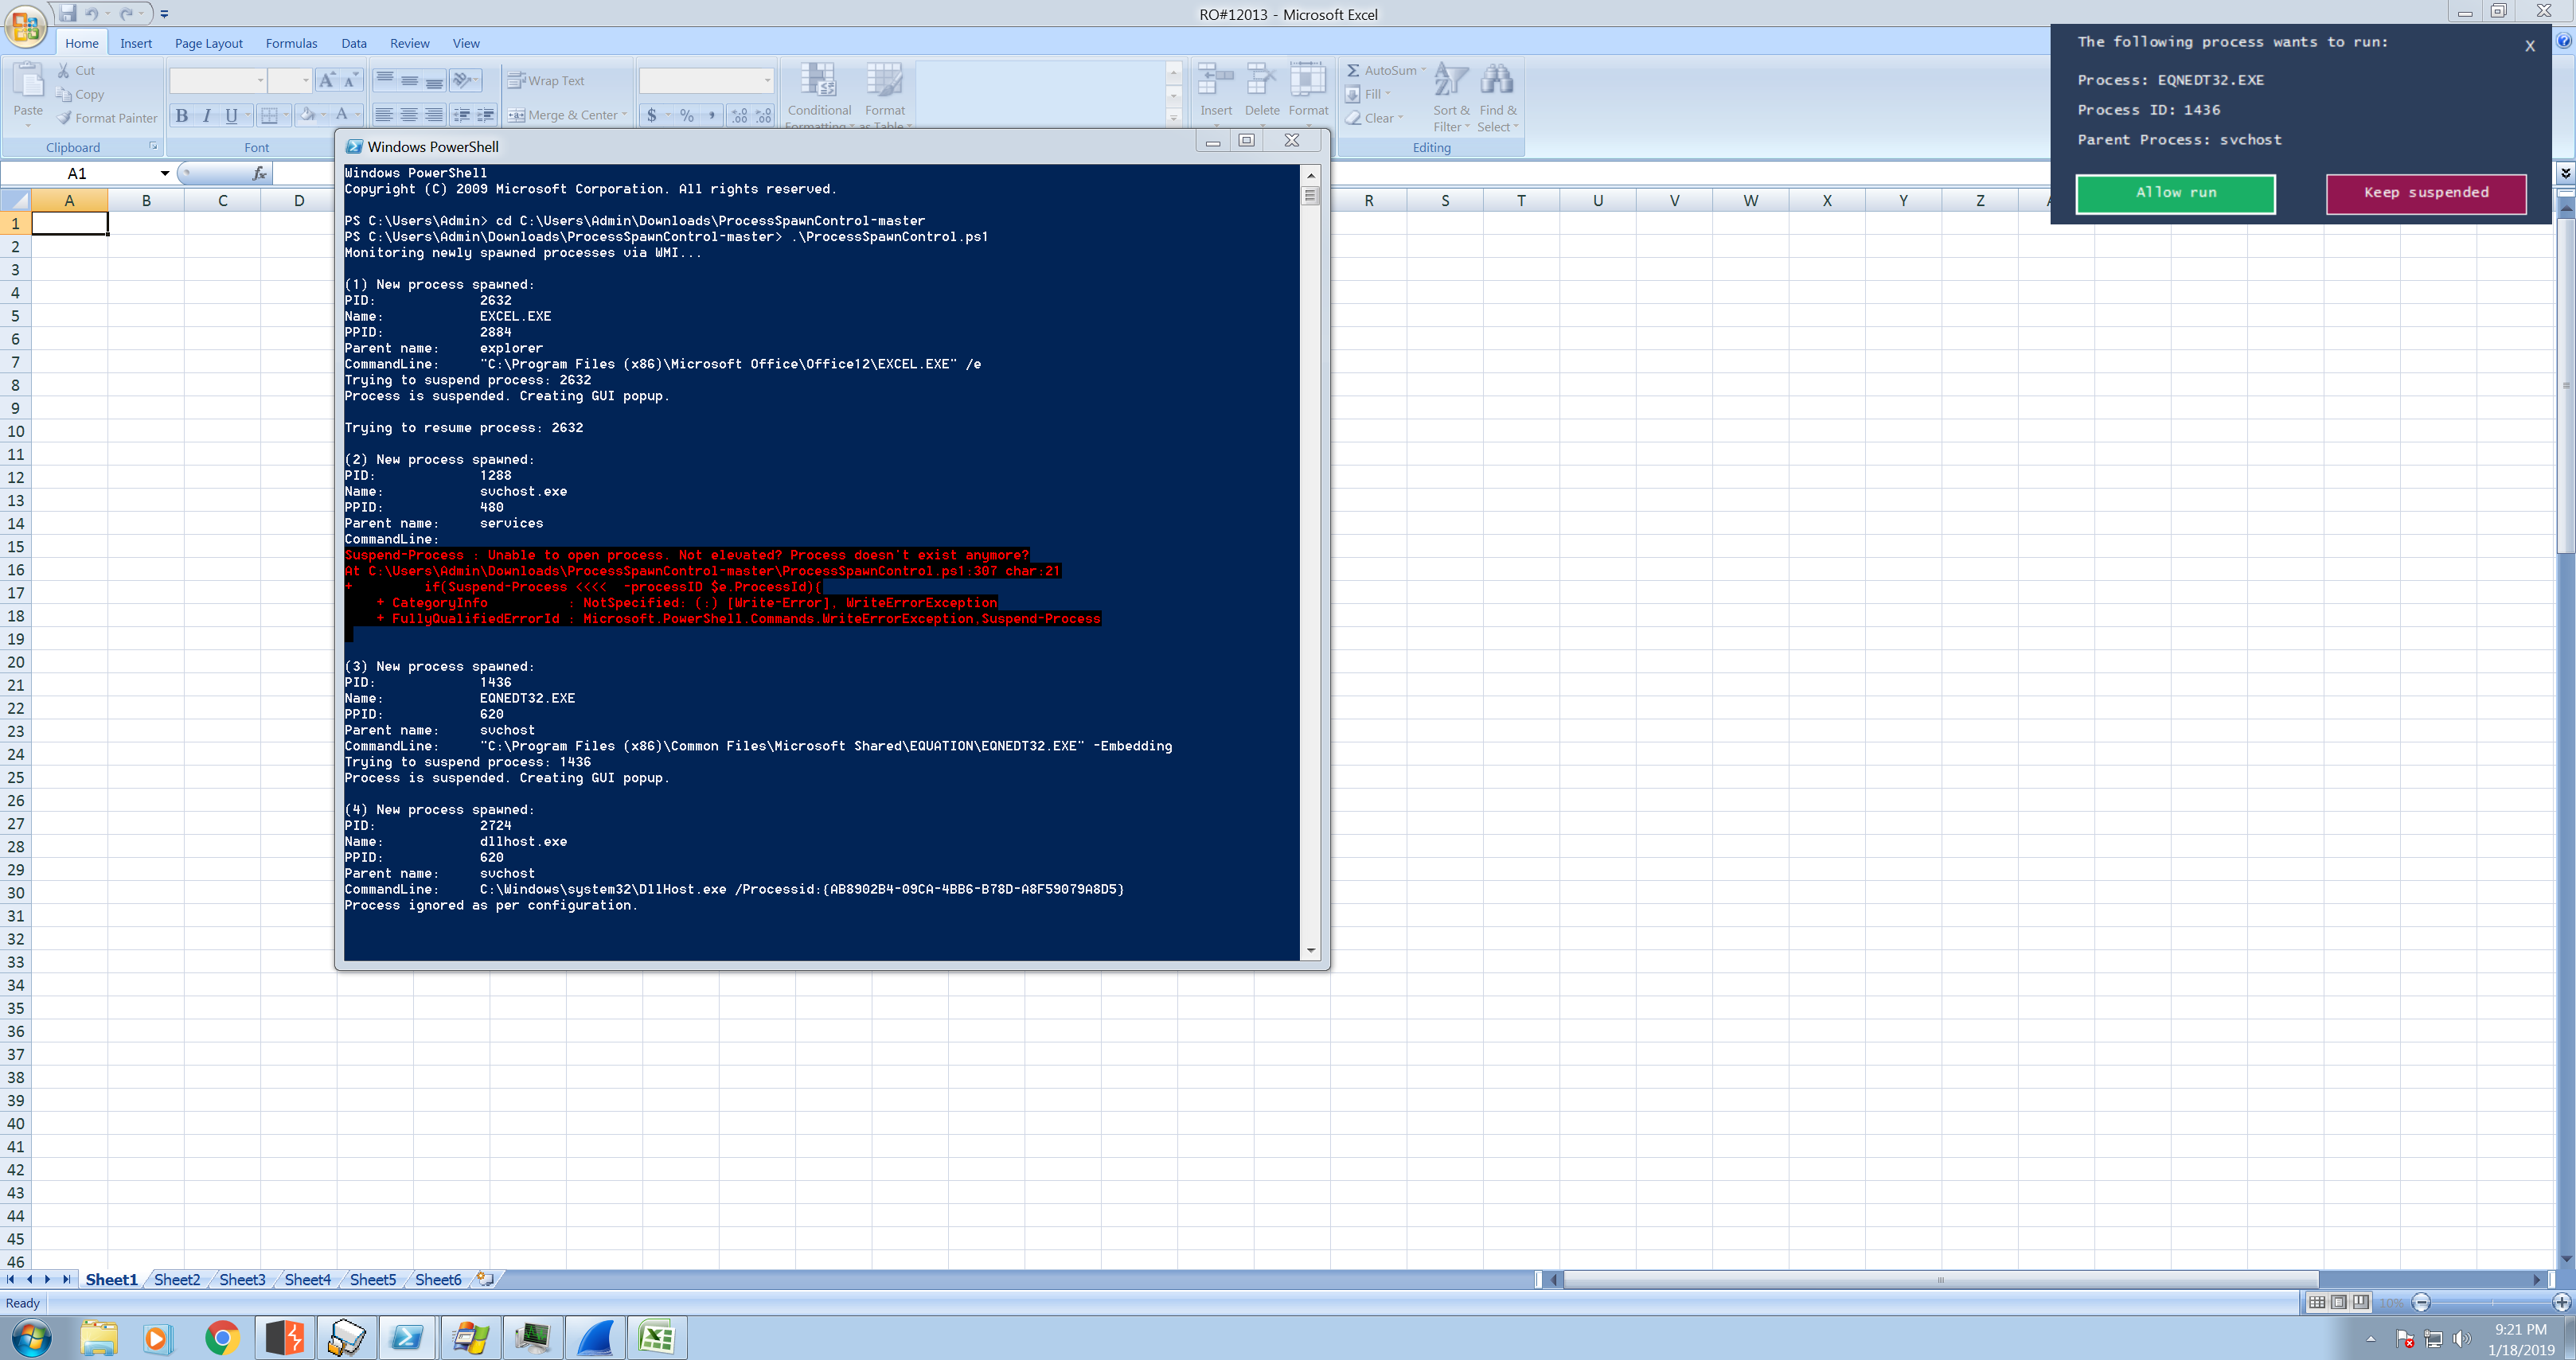 RO#12013 - Microsoft Excel
Home Insert Page Layout Formulas Data Review View
Cut
Copy
Format Painter
Paste
Clipboard
Font
B I U
Wrap Text
Merge & Center
$ % ,
Conditional Formatting
Format as Table
Insert Delete Format
AutoSum
Fill
Clear
Sort & Filter
Find & Select
Editing
The following process wants to run:
X
Process: EQNEDT32.EXE
Process ID: 1436
Parent Process: svchost
Allow run
Keep suspended
A1
fx
A B C D R S T U V W X Y Z
Windows PowerShell
Windows PowerShell
Copyright (C) 2009 Microsoft Corporation. All rights reserved.
PS C:\Users\Admin> cd C:\Users\Admin\Downloads\ProcessSpawnControl-master
PS C:\Users\Admin\Downloads\ProcessSpawnControl-master> .\ProcessSpawnControl.ps1
Monitoring newly spawned processes via WMI...
(1) New process spawned:
PID: 2632
Name: EXCEL.EXE
PPID: 2884
Parent name: explorer
CommandLine: "C:\Program Files (x86)\Microsoft Office\Office12\EXCEL.EXE" /e
Trying to suspend process: 2632
Process is suspended. Creating GUI popup.
Trying to resume process: 2632
(2) New process spawned:
PID: 1288
Name: svchost.exe
PPID: 480
Parent name: services
CommandLine:
Suspend-Process : Unable to open process. Not elevated? Process doesn't exist anymore?
At C:\Users\Admin\Downloads\ProcessSpawnControl-master\ProcessSpawnControl.ps1:307 char:21
+ if(Suspend-Process <<<< -processID $e.ProcessId){
+ CategoryInfo : NotSpecified: (:) [Write-Error], WriteErrorException
+ FullyQualifiedErrorId : Microsoft.PowerShell.Commands.WriteErrorException,Suspend-Process
(3) New process spawned:
PID: 1436
Name: EQNEDT32.EXE
PPID: 620
Parent name: svchost
CommandLine: "C:\Program Files (x86)\Common Files\Microsoft Shared\EQUATION\EQNEDT32.EXE" -Embedding
Trying to suspend process: 1436
Process is suspended. Creating GUI popup.
(4) New process spawned:
PID: 2724
Name: dllhost.exe
PPID: 620
Parent name: svchost
CommandLine: C:\Windows\system32\DllHost.exe /Processid:{AB8902B4-09CA-4BB6-B78D-A8F59079A8D5}
Process ignored as per configuration.
1
2
3
4
5
6
7
8
9
10
11
12
13
14
15
16
17
18
19
20
21
22
23
24
25
26
27
28
29
30
31
32
33
34
35
36
37
38
39
40
41
42
43
44
45
46
Sheet1 Sheet2 Sheet3 Sheet4 Sheet5 Sheet6
Ready
10%
9:21 PM
1/18/2019